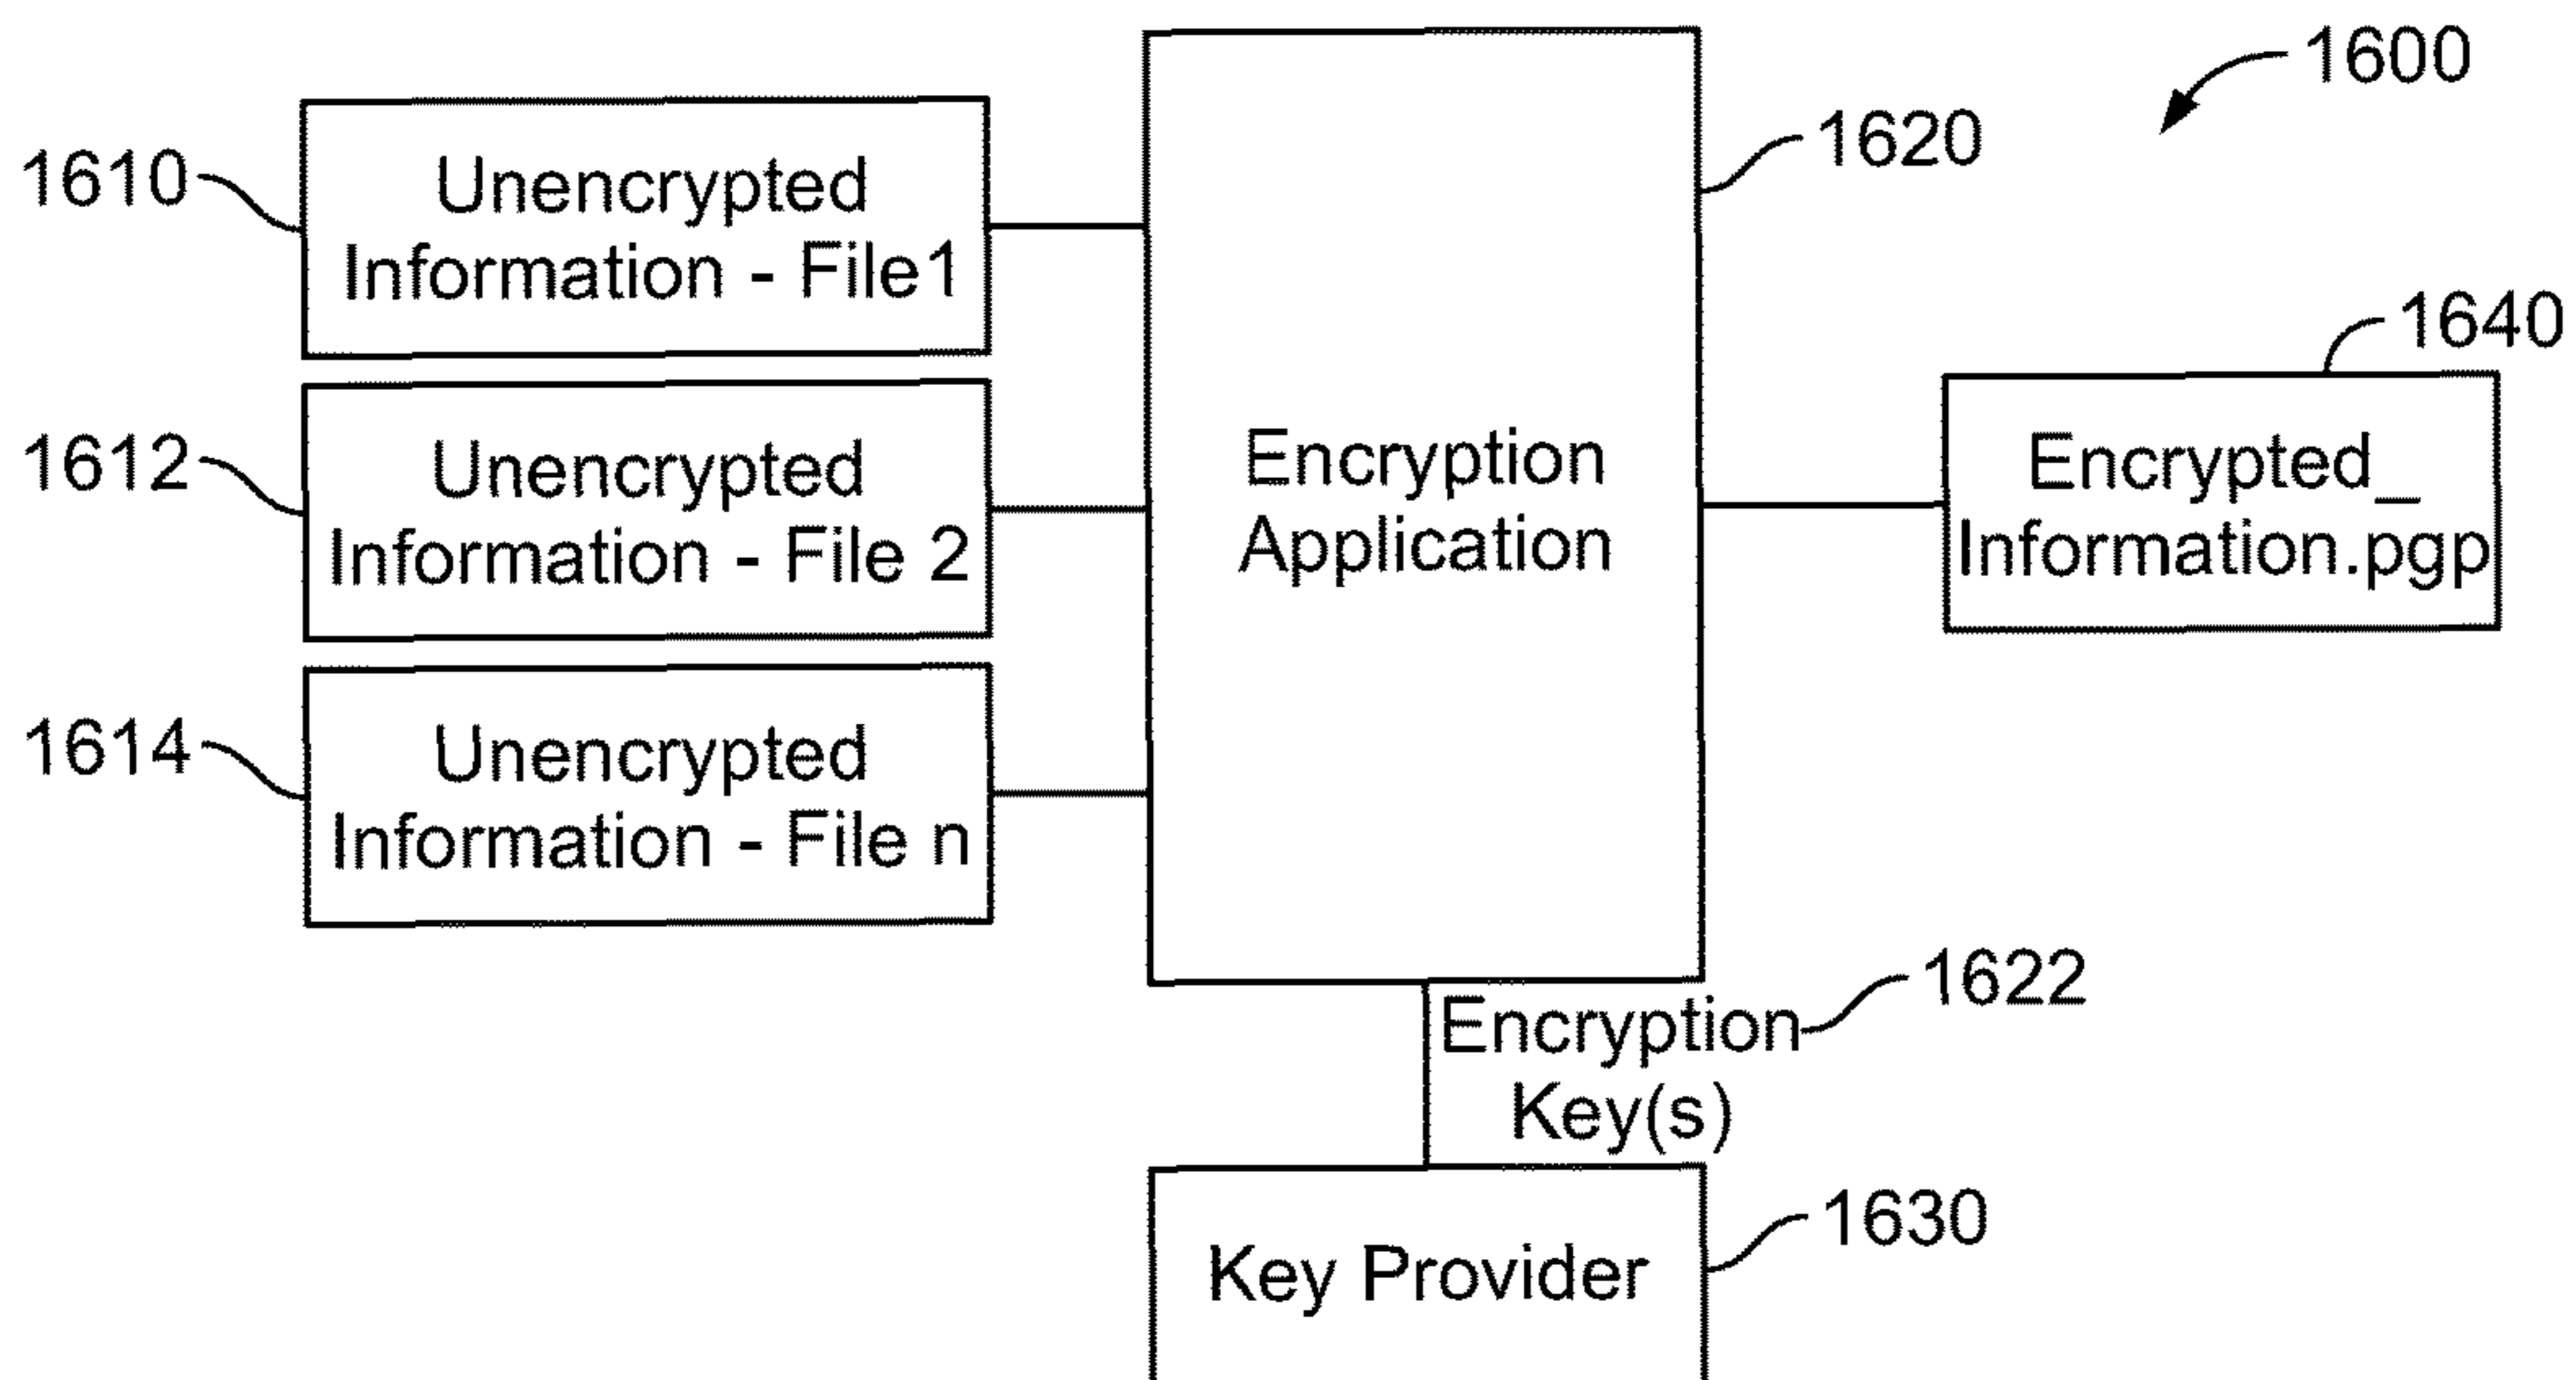 1600
1620
1610
Unencrypted
Information - File1
1640
1612
Unencrypted
Information - File 2
Encryption
Application
Encrypted_
Information.pgp
1614
Unencrypted
Information - File n
1622
Encryption
Key(s)
1630
Key Provider